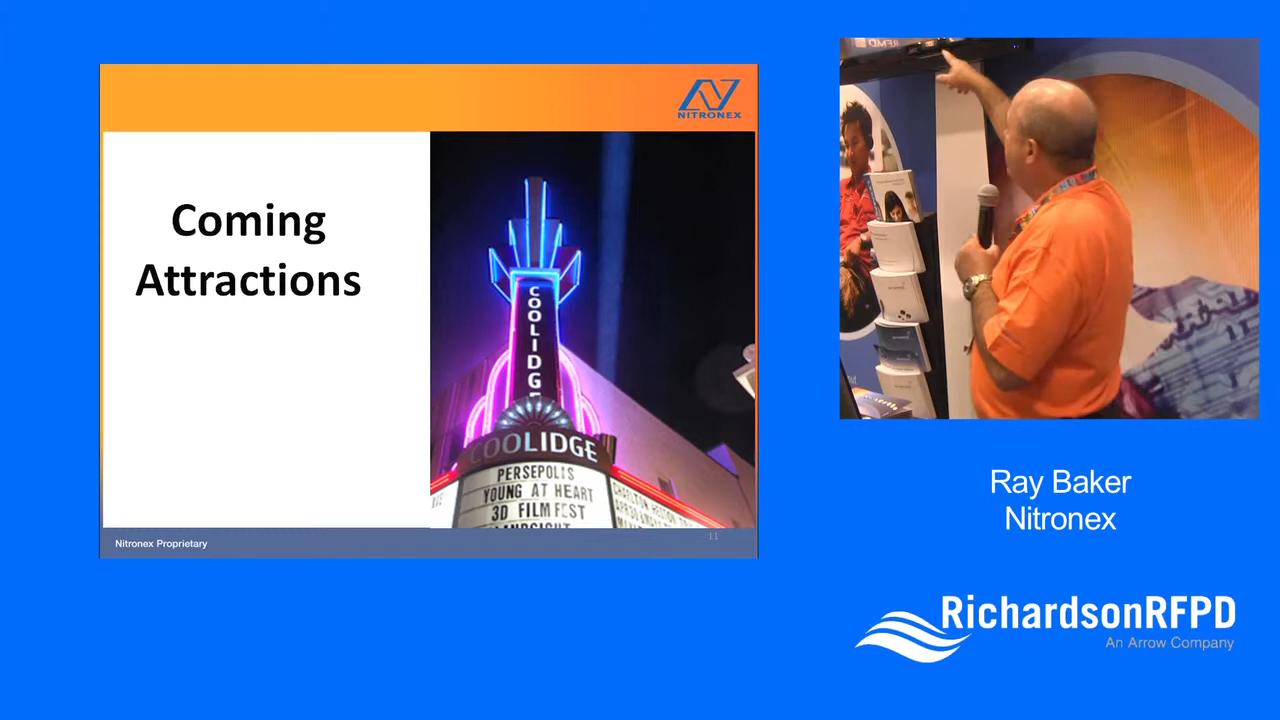 NITRONEX
Coming
Attractions
COOLIDGE
COOLIDGE
PERSEPOLIS
YOUNG AT HEART
3D FILM FEST
Nitronex Proprietary
11
RFMD
Ray Baker
Nitronex
RichardsonRFPD
An Arrow Company